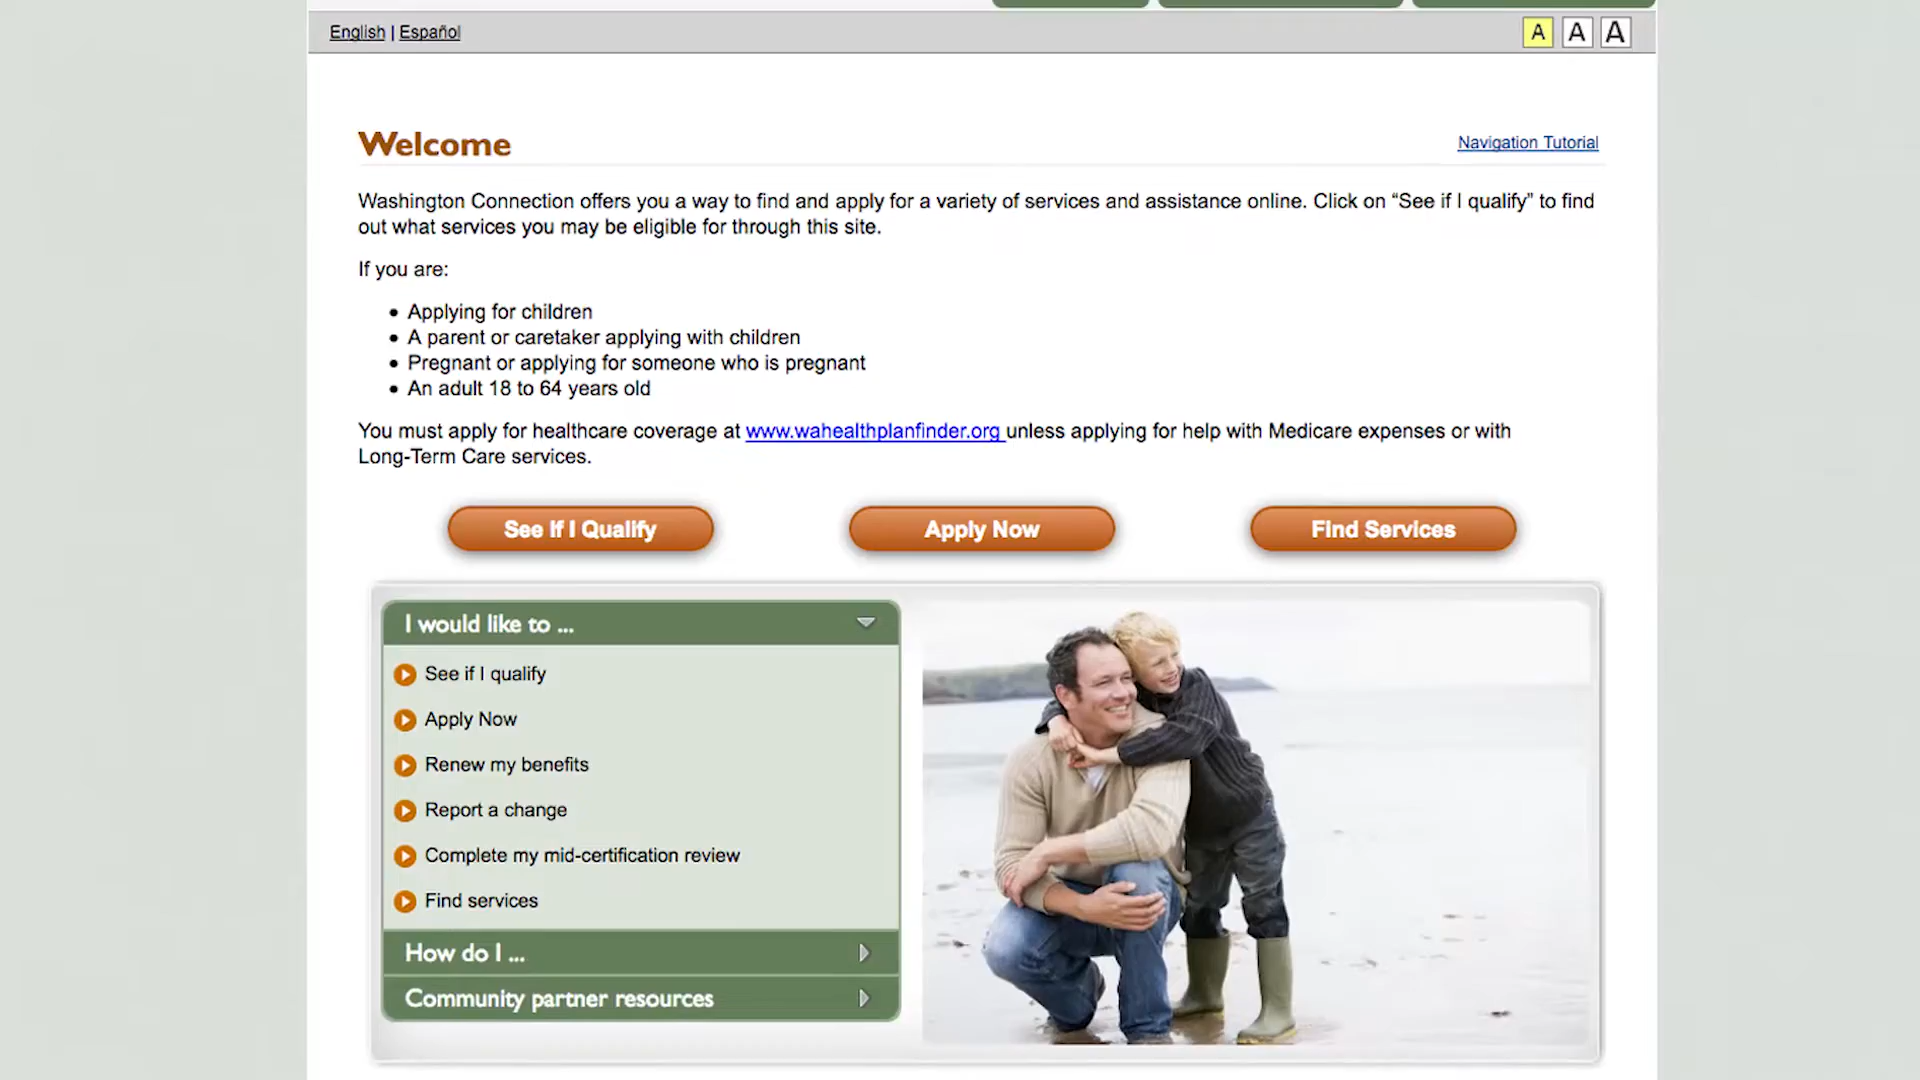 English | Español
A A A
Welcome
Navigation Tutorial
Washington Connection offers you a way to find and apply for a variety of services and assistance online. Click on “See if I qualify” to find
out what services you may be eligible for through this site.
If you are:
• Applying for children
• A parent or caretaker applying with children
• Pregnant or applying for someone who is pregnant
• An adult 18 to 64 years old
You must apply for healthcare coverage at www.wahealthplanfinder.org unless applying for help with Medicare expenses or with
Long-Term Care services.
See If I Qualify
Apply Now
Find Services
I would like to ...
See if I qualify
Apply Now
Renew my benefits
Report a change
Complete my mid-certification review
Find services
How do I ...
Community partner resources